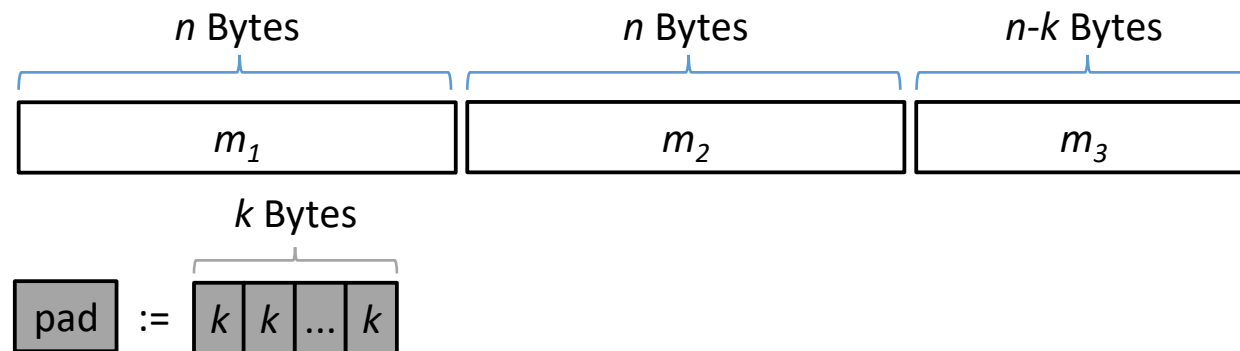 n Bytes n Bytes n-k Bytes
m1 m2 m3
k Bytes
pad := k k ... k